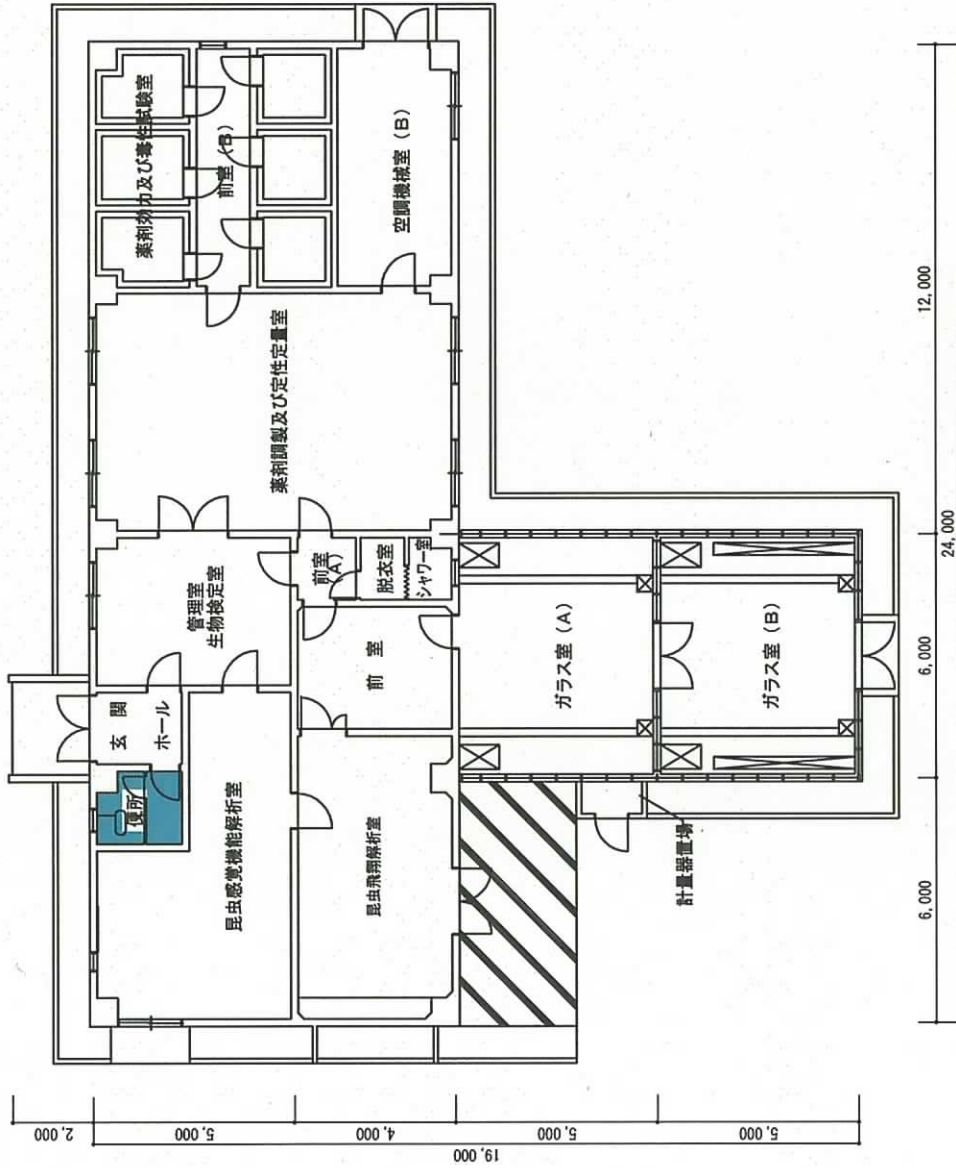 薬剤効力及び毒性試験室
前室(B)
空調機械室(B)
薬剤調製及び定性定量室
管理室
生物検定室
前室
(A)
脱衣室
シャワー室
玄関
ホール
便所
前室
昆虫感覚機能解析室
昆虫飛翔解析室
ガラス室(A)
ガラス室(B)
計量器置場
12,000
6,000
6,000
24,000
2,000
5,000
4,000
5,000
5,000
19,000